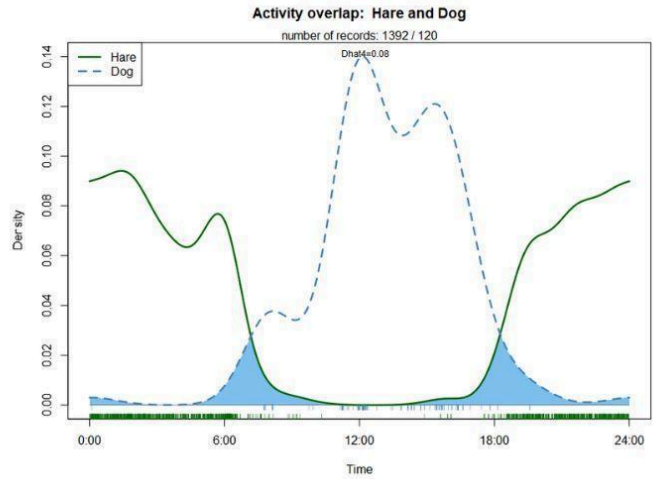 Activity overlap: Hare and Dog
number of records: 1392 / 120
Dhat4=0.08
Hare
Dog
Density
0.14
0.12
0.10
0.08
0.06
0.04
0.02
0.00
0:00 6:00 12:00 18:00 24:00
Time